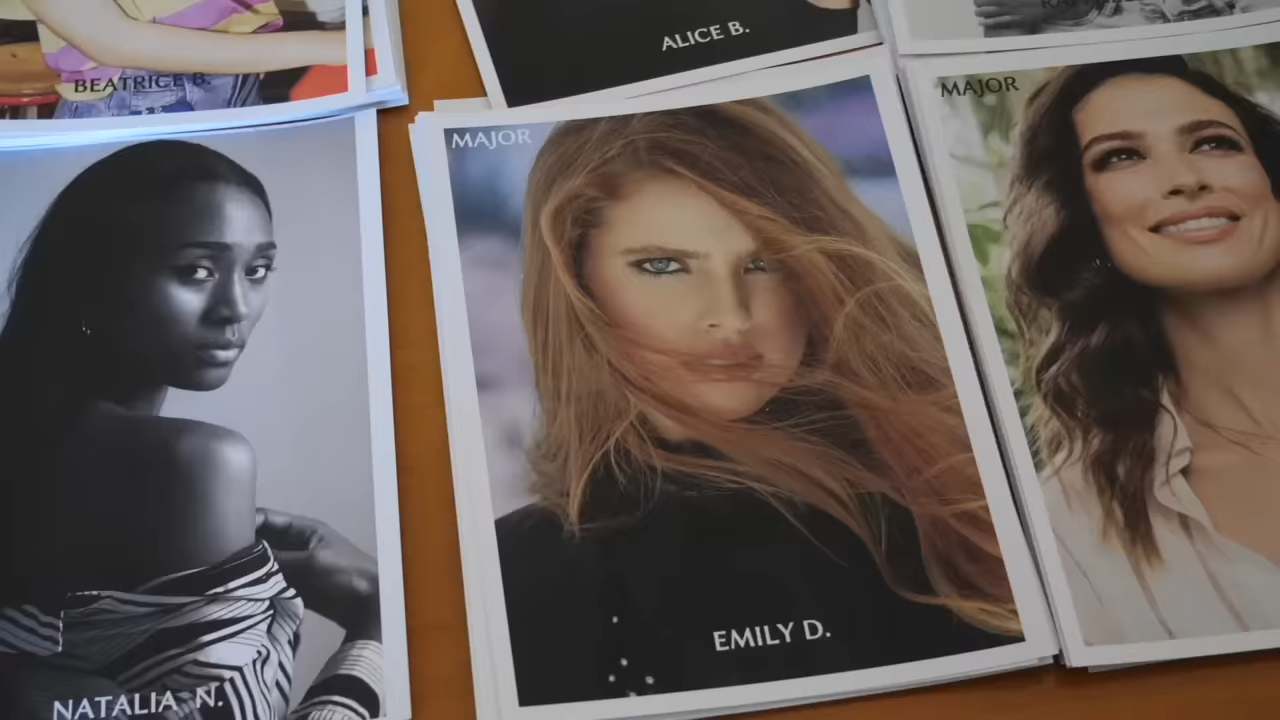 BEATRICE B.
ALICE B.
MAJOR
MAJOR
EMILY D.
NATALIA N.